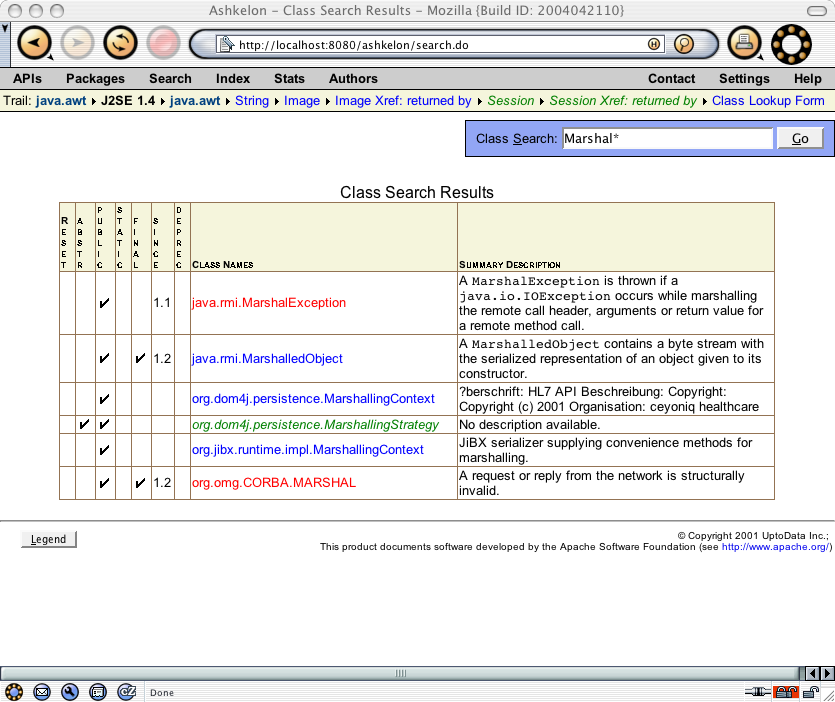 Ashkelon – Class Search Results – Mozilla {Build ID: 2004042110}
http://localhost:8080/ashkelon/search.do
APIs Packages Search Index Stats Authors Contact Settings Help
Trail: java.awt J2SE 1.4 java.awt String Image Image Xref: returned by Session Session Xref: returned by Class Lookup Form
Class Search: Marshal* Go
Class Search Results
RESET ABSTR PUBLIC STATIC FINAL SINCE DEPREC CLASS NAMES SUMMARY DESCRIPTION
✔ 1.1 java.rmi.MarshalException A MarshalException is thrown if a
java.io.IOException occurs while marshalling
the remote call header, arguments or return value for
a remote method call.
✔ ✔ 1.2 java.rmi.MarshalledObject A MarshalledObject contains a byte stream with
the serialized representation of an object given to its
constructor.
✔ org.dom4j.persistence.MarshallingContext ?berschrift: HL7 API Beschreibung: Copyright:
Copyright (c) 2001 Organisation: ceyoniq healthcare
✔ ✔ org.dom4j.persistence.MarshallingStrategy No description available.
✔ org.jibx.runtime.impl.MarshallingContext JiBX serializer supplying convenience methods for
marshalling.
✔ ✔ 1.2 org.omg.CORBA.MARSHAL A request or reply from the network is structurally
invalid.
Legend
© Copyright 2001 UptoData Inc.;
This product documents software developed by the Apache Software Foundation (see http://www.apache.org/)
Done